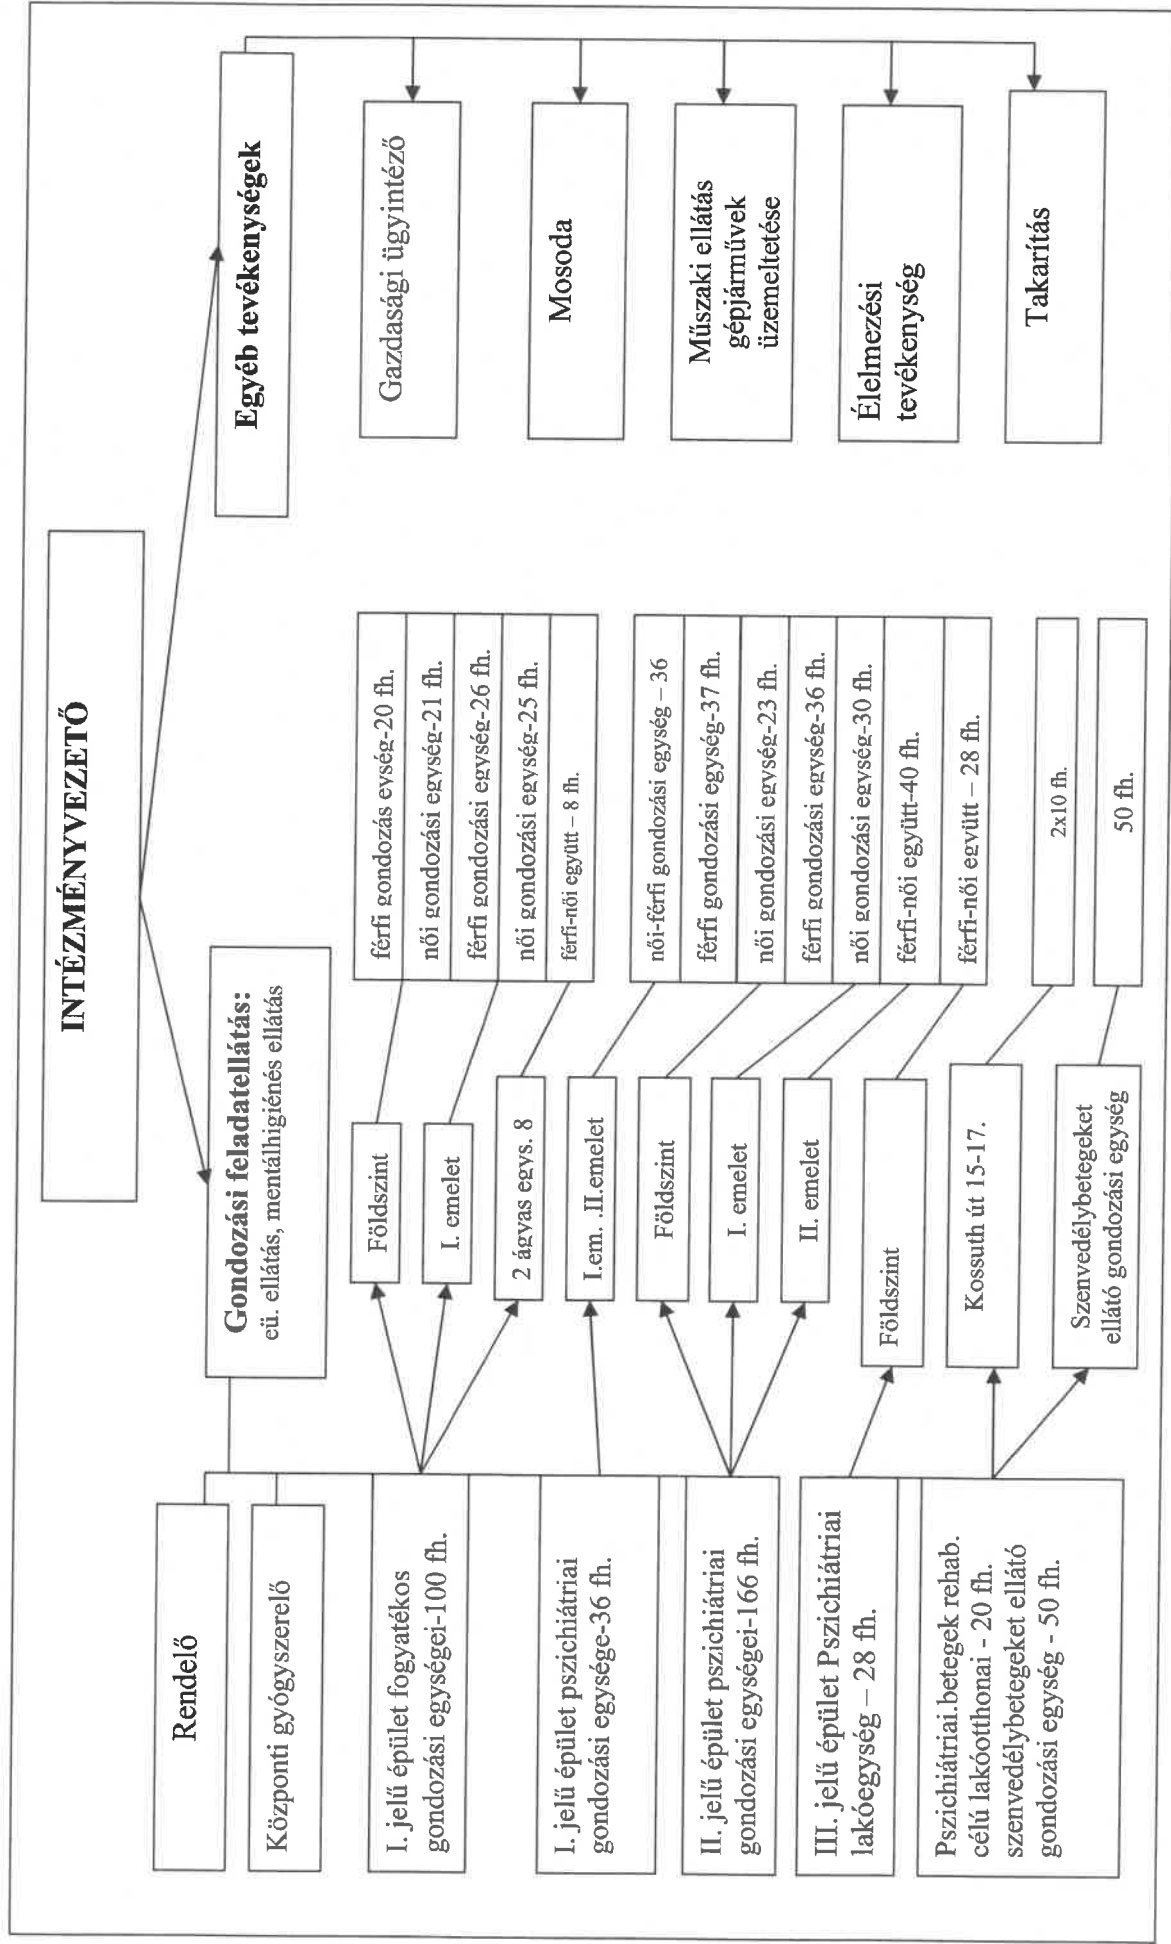 INTÉZMÉNYVEZETŐ
Gondozási feladatellátás:
eü. ellátás, mentálhigiénés ellátás
Egyéb tevékenységek
Rendelő
Központi gyógyszerelő
I. jelű épület fogyatékos
gondozási egységei-100 fh.
I. jelű épület pszichiátriai
gondozási egysége-36 fh.
II. jelű épület pszichiátriai
gondozási egységei-166 fh.
III. jelű épület Pszichiátriai
lakóegység – 28 fh.
Pszichiátriai.betegek rehab.
célú lakóotthonai - 20 fh.
szenvedélybetegeket ellátó
gondozási egység - 50 fh.
Földszint
I. emelet
2 ágyas egys. 8
I.em. .II.emelet
Földszint
I. emelet
II. emelet
Földszint
Kossuth út 15-17.
Szenvedélybetegeket
ellátó gondozási egység
férfi gondozás evség-20 fh.
női gondozási egység-21 fh.
férfi gondozási egység-26 fh.
női gondozási egység-25 fh.
férfi-női együtt – 8 fh.
női-férfi gondozási egység – 36
férfi gondozási egység-37 fh.
női gondozási egység-23 fh.
férfi gondozási egység-36 fh.
női gondozási egység-30 fh.
férfi-női együtt-40 fh.
férfi-női együtt – 28 fh.
2x10 fh.
50 fh.
Gazdasági ügyintéző
Mosoda
Műszaki ellátás
gépjárművek
üzemeltetése
Élelmezési
tevékenység
Takarítás